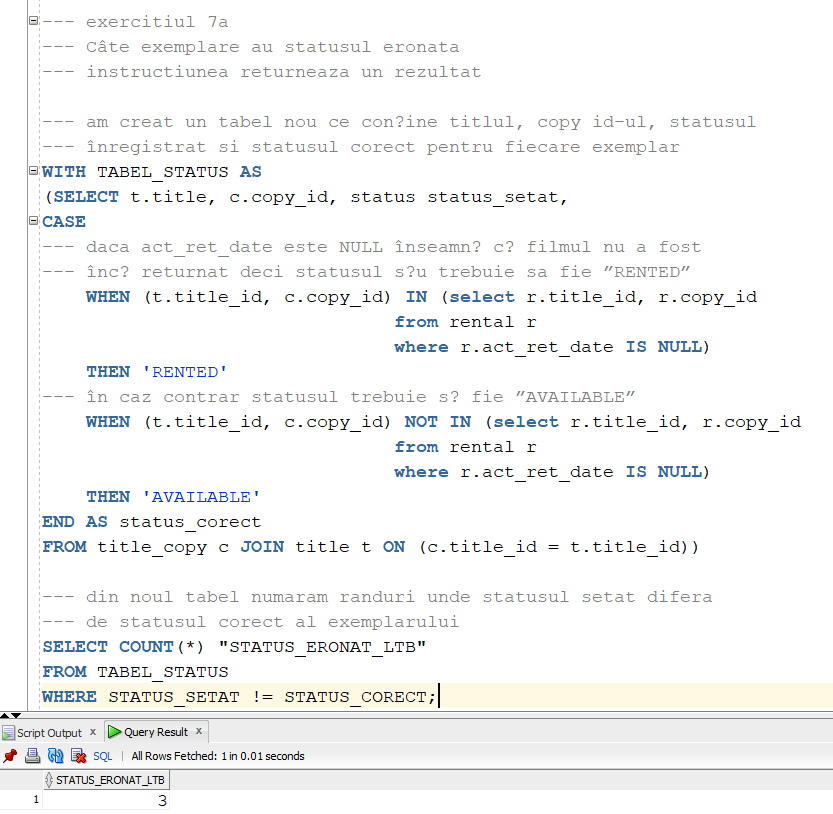 --- exercitiul 7a
--- Câte exemplare au statusul eronata
--- instructiunea returneaza un rezultat
--- am creat un tabel nou ce con?ine titlul, copy id-ul, statusul
--- înregistrat si statusul corect pentru fiecare exemplar
WITH TABEL_STATUS AS
(SELECT t.title, c.copy_id, status status_setat,
CASE
--- daca act_ret_date este NULL înseamn? c? filmul nu a fost
--- înc? returnat deci statusul s?u trebuie sa fie ”RENTED”
WHEN (t.title_id, c.copy_id) IN (select r.title_id, r.copy_id
from rental r
where r.act_ret_date IS NULL)
THEN 'RENTED'
--- în caz contrar statusul trebuie s? fie ”AVAILABLE”
WHEN (t.title_id, c.copy_id) NOT IN (select r.title_id, r.copy_id
from rental r
where r.act_ret_date IS NULL)
THEN 'AVAILABLE'
END AS status_corect
FROM title_copy c JOIN title t ON (c.title_id = t.title_id))
--- din noul tabel numaram randuri unde statusul setat difera
--- de statusul corect al exemplarului
SELECT COUNT(*) "STATUS_ERONAT_LTB"
FROM TABEL_STATUS
WHERE STATUS_SETAT != STATUS_CORECT;
Script Output x Query Result x
SQL | All Rows Fetched: 1 in 0.01 seconds
STATUS_ERONAT_LTB
1 3